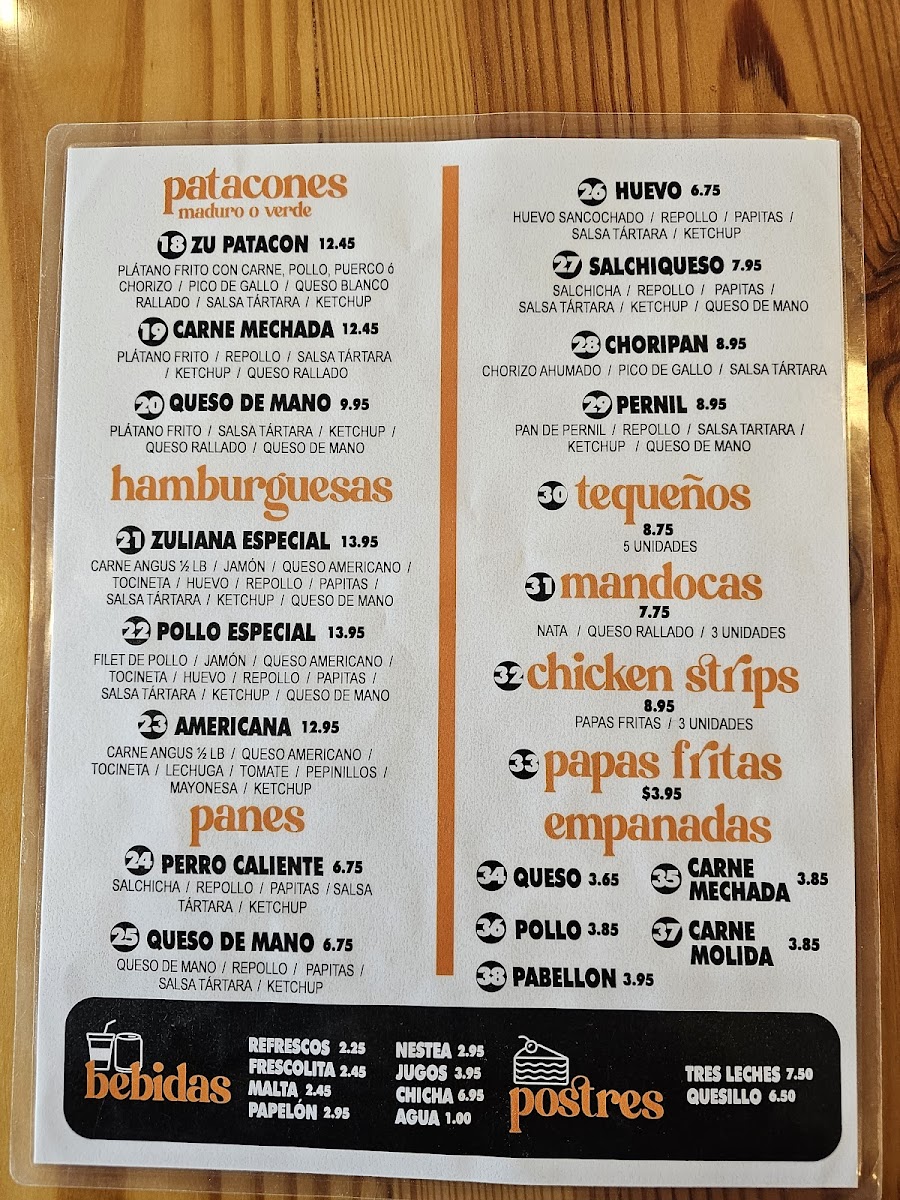 patacones
maduro o verde
18 ZU PATACON 12.45
PLÁTANO FRITO CON CARNE, POLLO, PUERCO ó
CHORIZO / PICO DE GALLO / QUESO BLANCO
RALLADO / SALSA TÁRTARA / KETCHUP
19 CARNE MECHADA 12.45
PLÁTANO FRITO / REPOLLO / SALSA TÁRTARA
/ KETCHUP / QUESO RALLADO
20 QUESO DE MANO 9.95
PLÁTANO FRITO / SALSA TÁRTARA / KETCHUP /
QUESO RALLADO / QUESO DE MANO
hamburguesas
21 ZULIANA ESPECIAL 13.95
CARNE ANGUS ½ LB / JAMÓN / QUESO AMERICANO /
TOCINETA / HUEVO / REPOLLO / PAPITAS /
SALSA TÁRTARA / KETCHUP / QUESO DE MANO
22 POLLO ESPECIAL 13.95
FILET DE POLLO / JAMÓN / QUESO AMERICANO /
TOCINETA / HUEVO / REPOLLO / PAPITAS /
SALSA TÁRTARA / KETCHUP / QUESO DE MANO
23 AMERICANA 12.95
CARNE ANGUS ½ LB / QUESO AMERICANO /
TOCINETA / LECHUGA / TOMATE / PEPINILLOS /
MAYONESA / KETCHUP
panes
24 PERRO CALIENTE 6.75
SALCHICHA / REPOLLO / PAPITAS / SALSA
TÁRTARA / KETCHUP
25 QUESO DE MANO 6.75
QUESO DE MANO / REPOLLO / PAPITAS /
SALSA TÁRTARA / KETCHUP
26 HUEVO 6.75
HUEVO SANCOCHADO / REPOLLO / PAPITAS /
SALSA TÁRTARA / KETCHUP
27 SALCHIQUESO 7.95
SALCHICHA / REPOLLO / PAPITAS /
SALSA TÁRTARA / KETCHUP / QUESO DE MANO
28 CHORIPAN 8.95
CHORIZO AHUMADO / PICO DE GALLO / SALSA TÁRTARA
29 PERNIL 8.95
PAN DE PERNIL / REPOLLO / SALSA TARTARA /
KETCHUP / QUESO DE MANO
30 tequeños
8.75
5 UNIDADES
31 mandocas
7.75
NATA / QUESO RALLADO / 3 UNIDADES
32 chicken strips
8.95
PAPAS FRITAS / 3 UNIDADES
33 papas fritas
$3.95
empanadas
34 QUESO 3.65
35 CARNE
MECHADA 3.85
36 POLLO 3.85
37 CARNE
MOLIDA 3.85
38 PABELLON 3.95
bebidas
REFRESCOS 2.25
FRESCOLITA 2.45
MALTA 2.45
PAPELÓN 2.95
NESTEA 2.95
JUGOS 3.95
CHICHA 6.95
AGUA 1.00
postres
TRES LECHES 7.50
QUESILLO 6.50